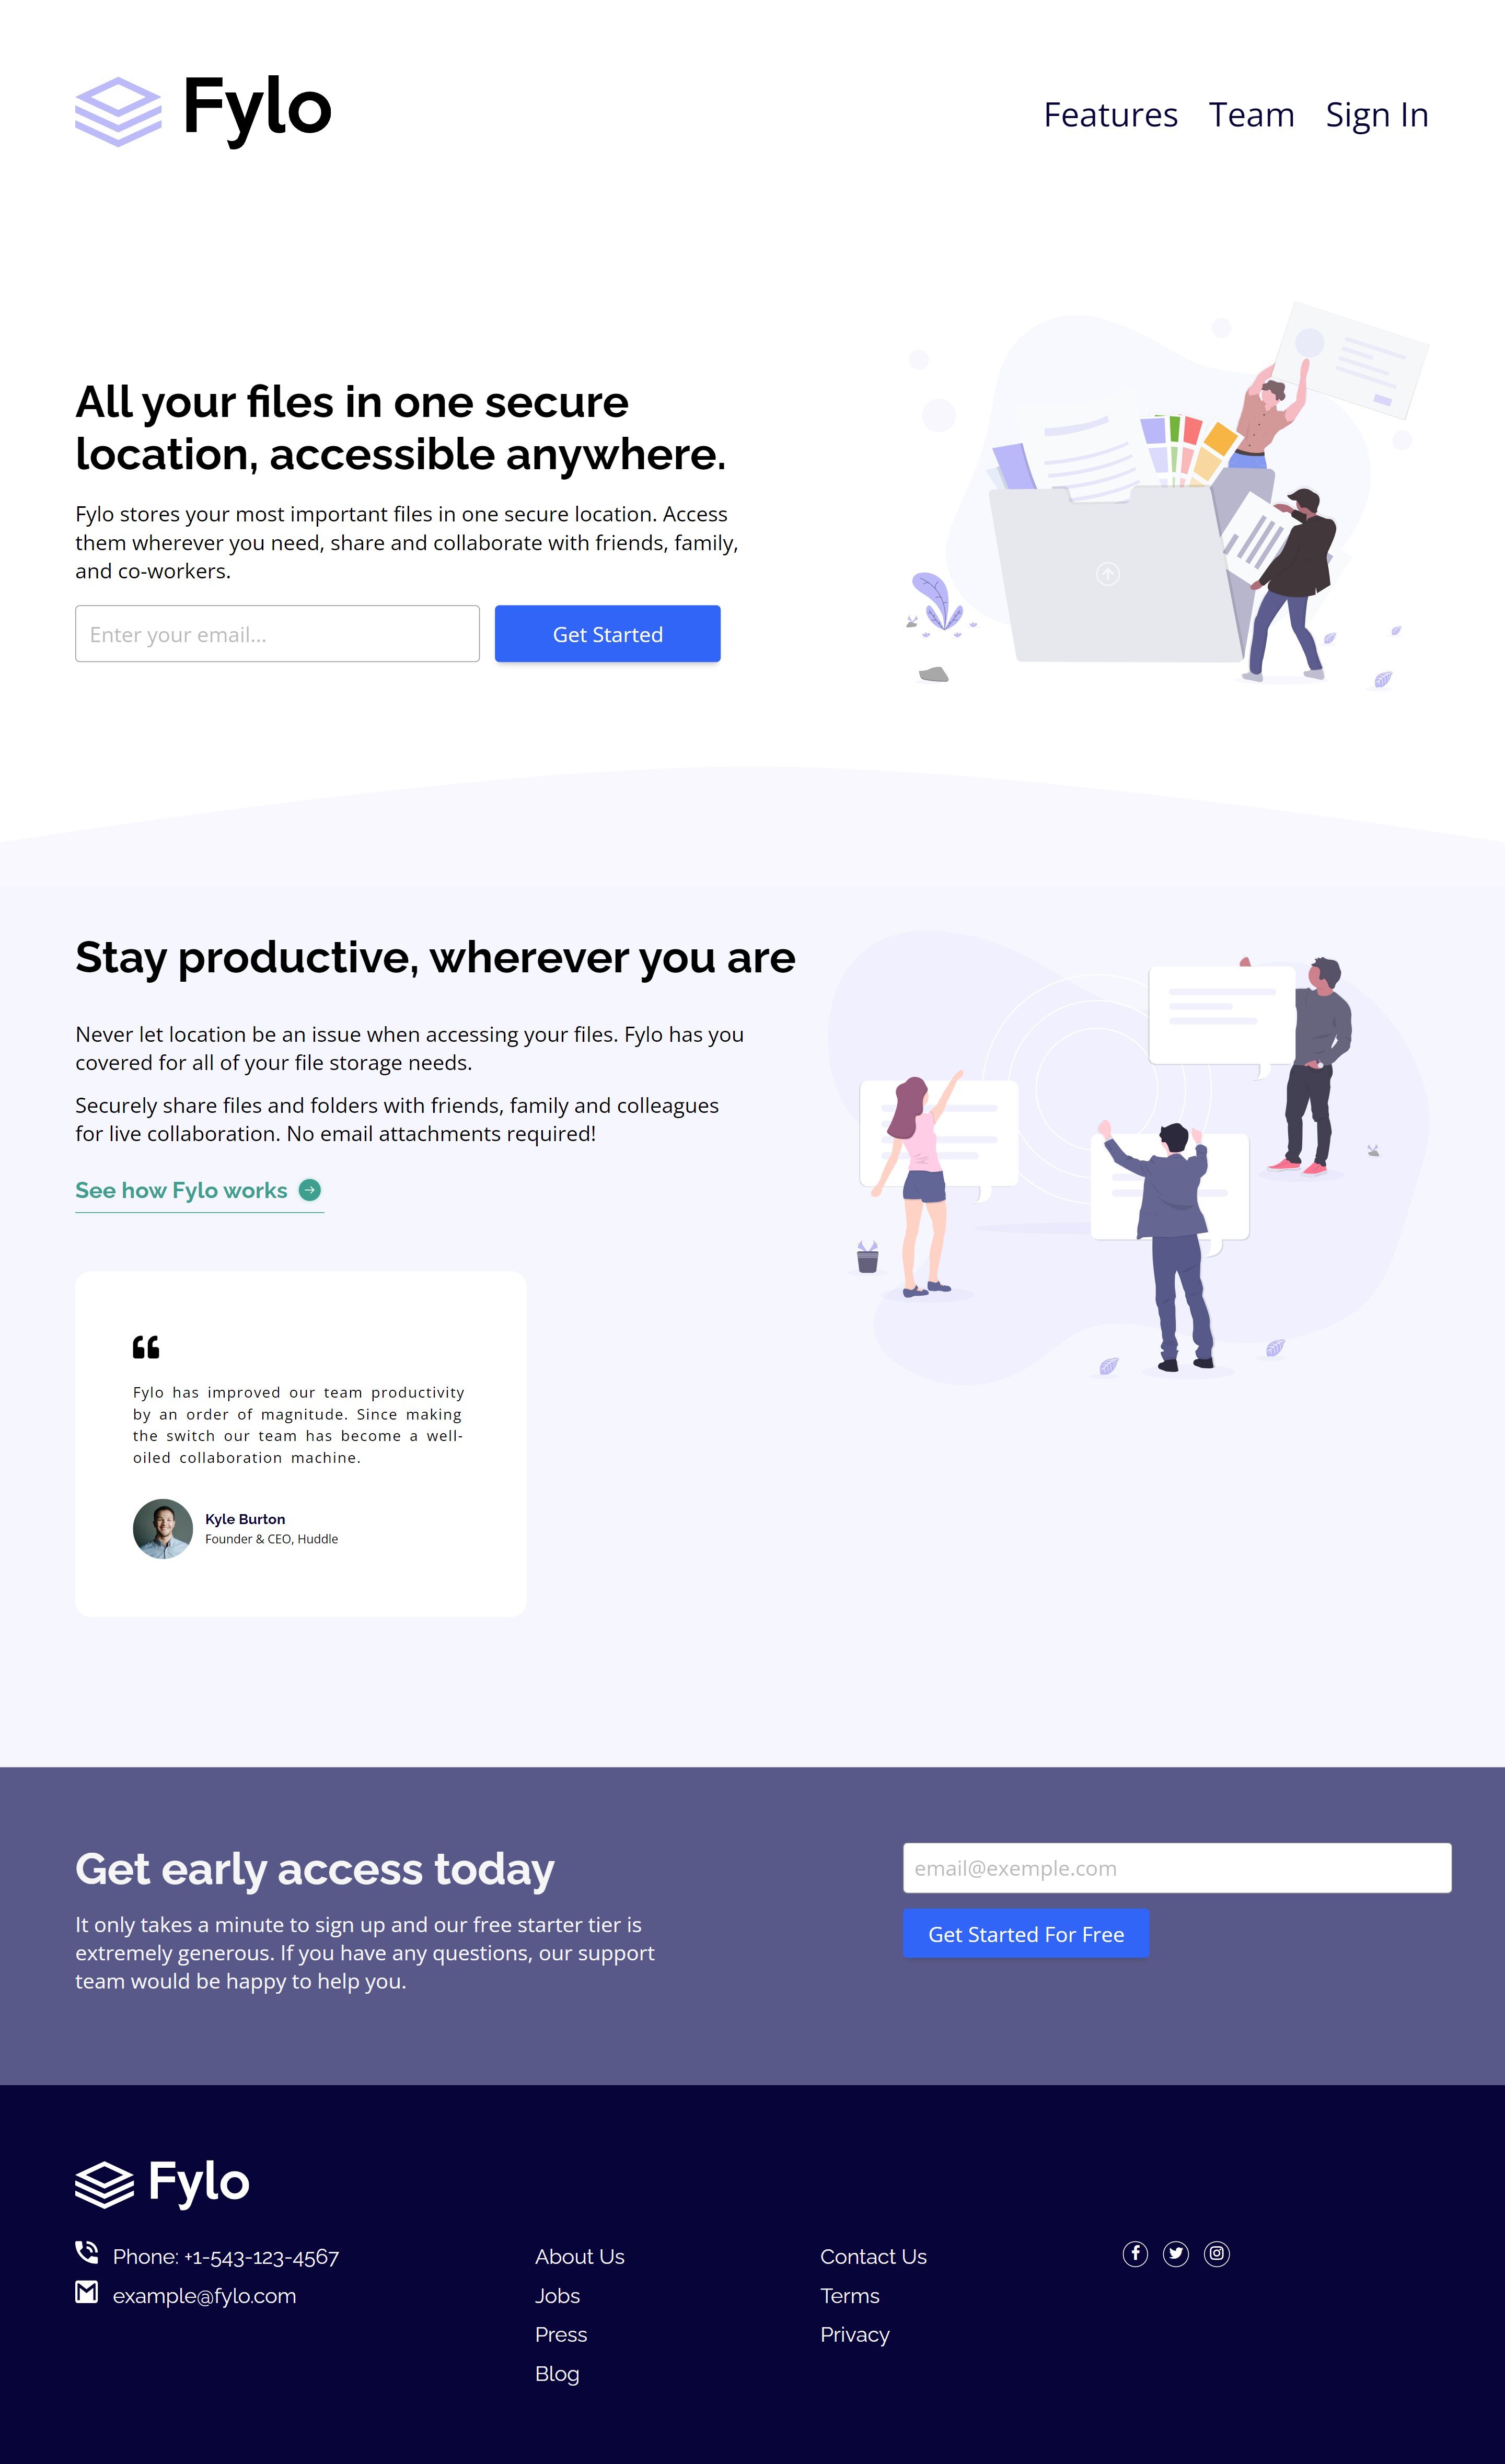 Fylo
Features Team Sign In
All your files in one secure
location, accessible anywhere.
Fylo stores your most important files in one secure location. Access
them wherever you need, share and collaborate with friends, family,
and co-workers.
Enter your email...
Get Started
Stay productive, wherever you are
Never let location be an issue when accessing your files. Fylo has you
covered for all of your file storage needs.
Securely share files and folders with friends, family and colleagues
for live collaboration. No email attachments required!
See how Fylo works
Fylo has improved our team productivity
by an order of magnitude. Since making
the switch our team has become a well-
oiled collaboration machine.
Kyle Burton
Founder & CEO, Huddle
Get early access today
It only takes a minute to sign up and our free starter tier is
extremely generous. If you have any questions, our support
team would be happy to help you.
email@exemple.com
Get Started For Free
Fylo
Phone: +1-543-123-4567
example@fylo.com
About Us
Jobs
Press
Blog
Contact Us
Terms
Privacy